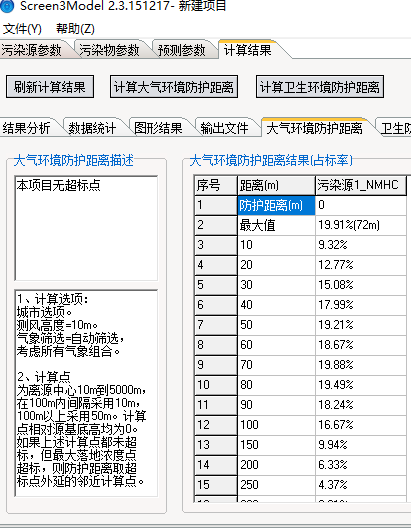 Screen3Model 2.3.151217- 新建项目
文件(Y) 帮助(Z)
污染源参数 污染物参数 预测参数 计算结果
刷新计算结果 计算大气环境防护距离 计算卫生环境防护距离
结果分析 数据统计 图形结果 输出文件 大气环境防护距离 卫生防
大气环境防护距离描述
本项目无超标点
1、计算选项：
城市选项。
测风高度=10m。
气象筛选=自动筛选，
考虑所有气象组合。
2、计算点
为离源中心10m到5000m，
在100m内间隔采用10m，
100m以上采用50m。计算
点相对源基底高均为0。
如果上述计算点都未超
标，但最大落地浓度点
超标，则防护距离取超
标点外延的邻近计算点。
大气环境防护距离结果(占标率)
序号 距离(m) 污染源1_NMHC
1 防护距离(m) 0
2 最大值 19.91%(72m)
3 10 9.32%
4 20 12.77%
5 30 15.08%
6 40 17.99%
7 50 19.21%
8 60 18.67%
9 70 19.88%
10 80 19.49%
11 90 18.24%
12 100 16.67%
13 150 9.94%
14 200 6.33%
15 250 4.37%